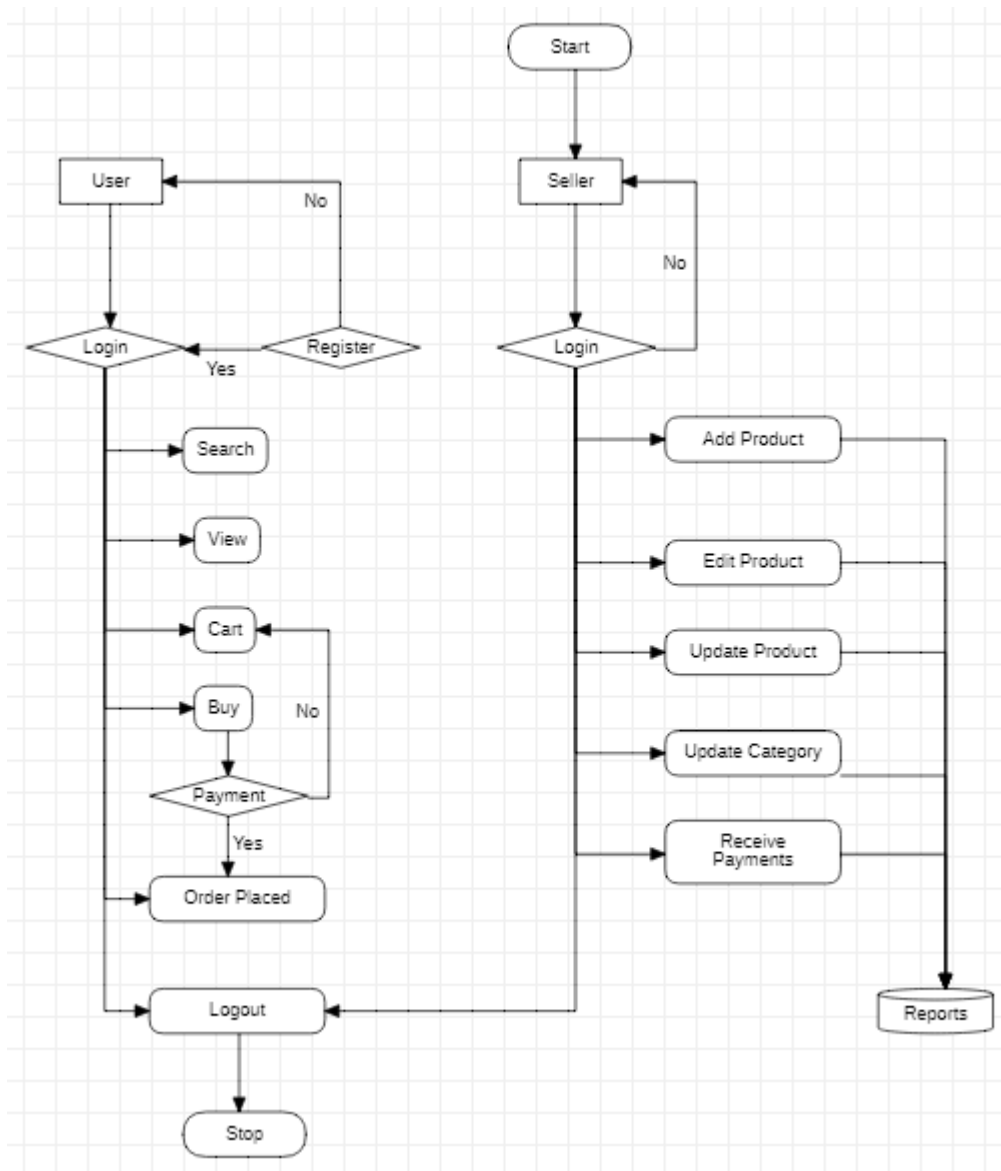 Start
User
Seller
No
No
Login
Register
Login
Yes
Search
Add Product
View
Edit Product
Cart
Update Product
Buy
No
Update Category
Payment
Yes
Receive
Payments
Order Placed
Logout
Reports
Stop